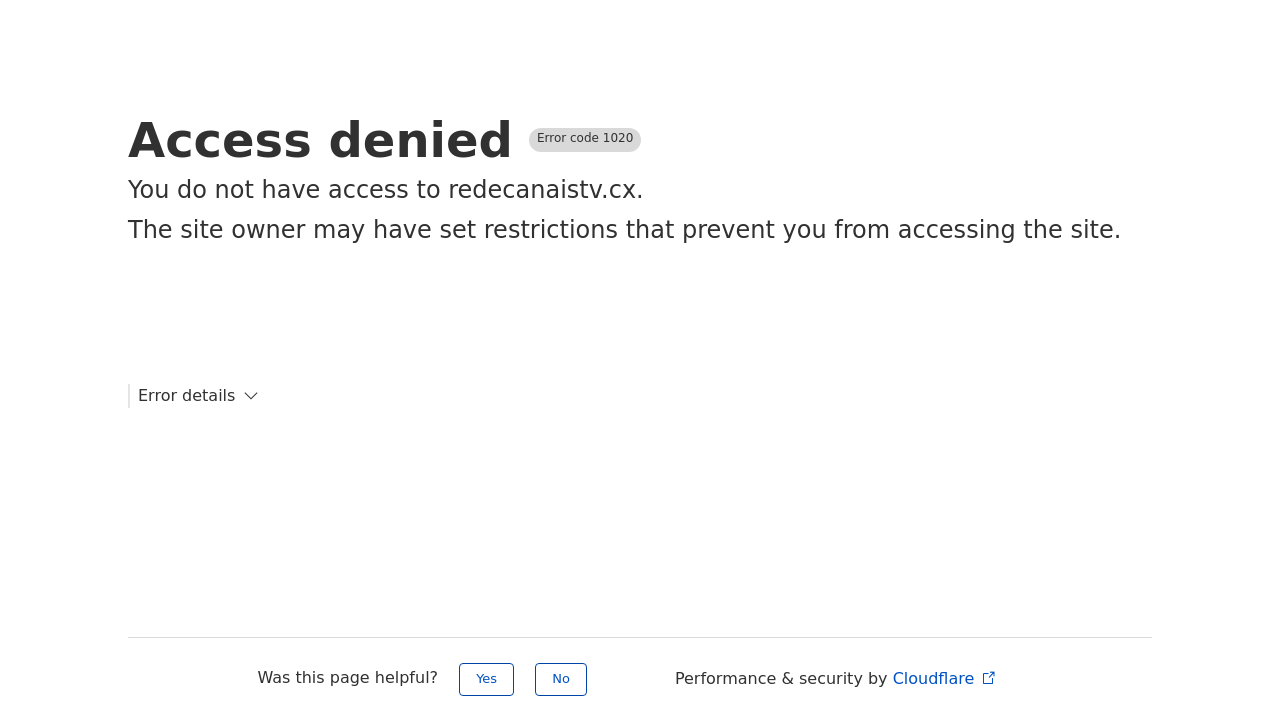 Access denied Error code 1020
You do not have access to redecanaistv.cx.
The site owner may have set restrictions that prevent you from accessing the site.
Error details
Was this page helpful? Yes No Performance & security by Cloudflare